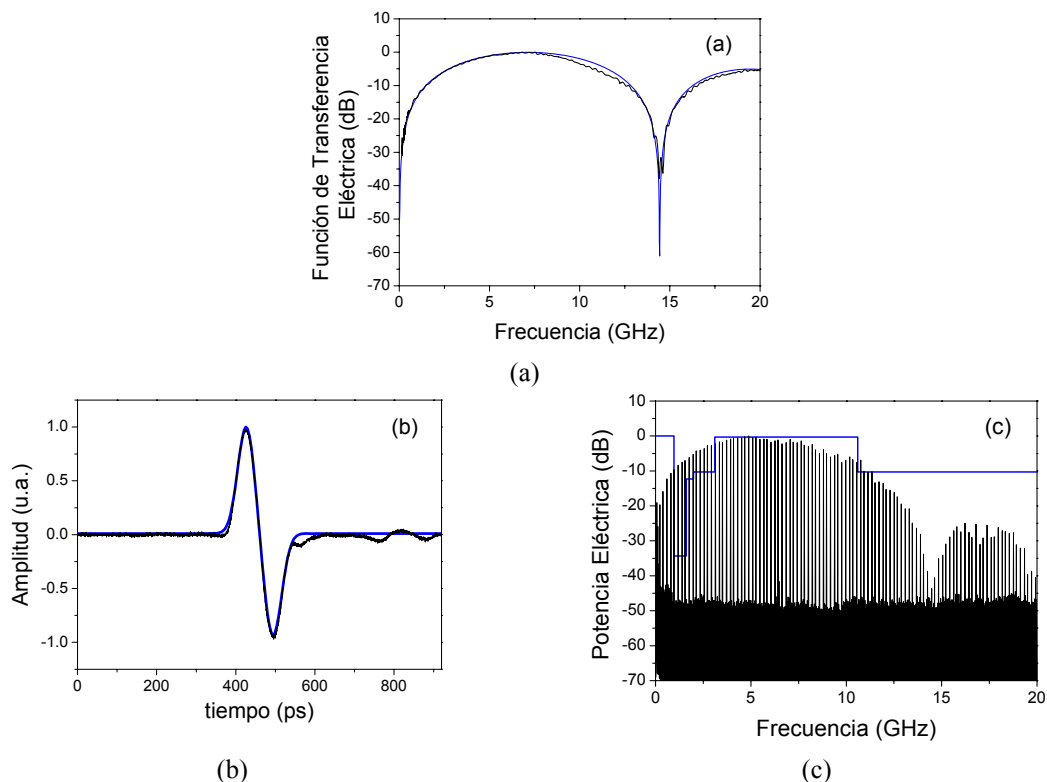 (a)
Función de Transferencia
Eléctrica (dB)
10
0
-10
-20
-30
-40
-50
-60
-70
0
5
10
15
20
Frecuencia (GHz)
(a)
(b)
Amplitud (u.a.)
1.0
0.5
0.0
-0.5
-1.0
0
200
400
600
800
tiempo (ps)
(b)
(c)
Potencia Eléctrica (dB)
10
0
-10
-20
-30
-40
-50
-60
-70
0
5
10
15
20
Frecuencia (GHz)
(c)